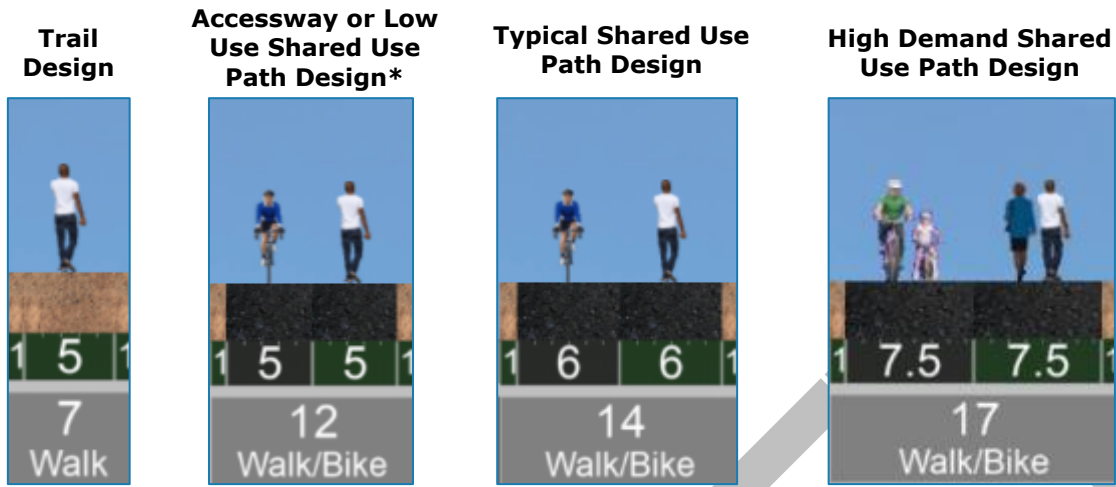 Trail
Design
1 5 1
7
Walk
Accessway or Low
Use Shared Use
Path Design*
1 5 5 1
12
Walk/Bike
Typical Shared Use
Path Design
1 6 6 1
14
Walk/Bike
High Demand Shared
Use Path Design
1 7.5 7.5 1
17
Walk/Bike